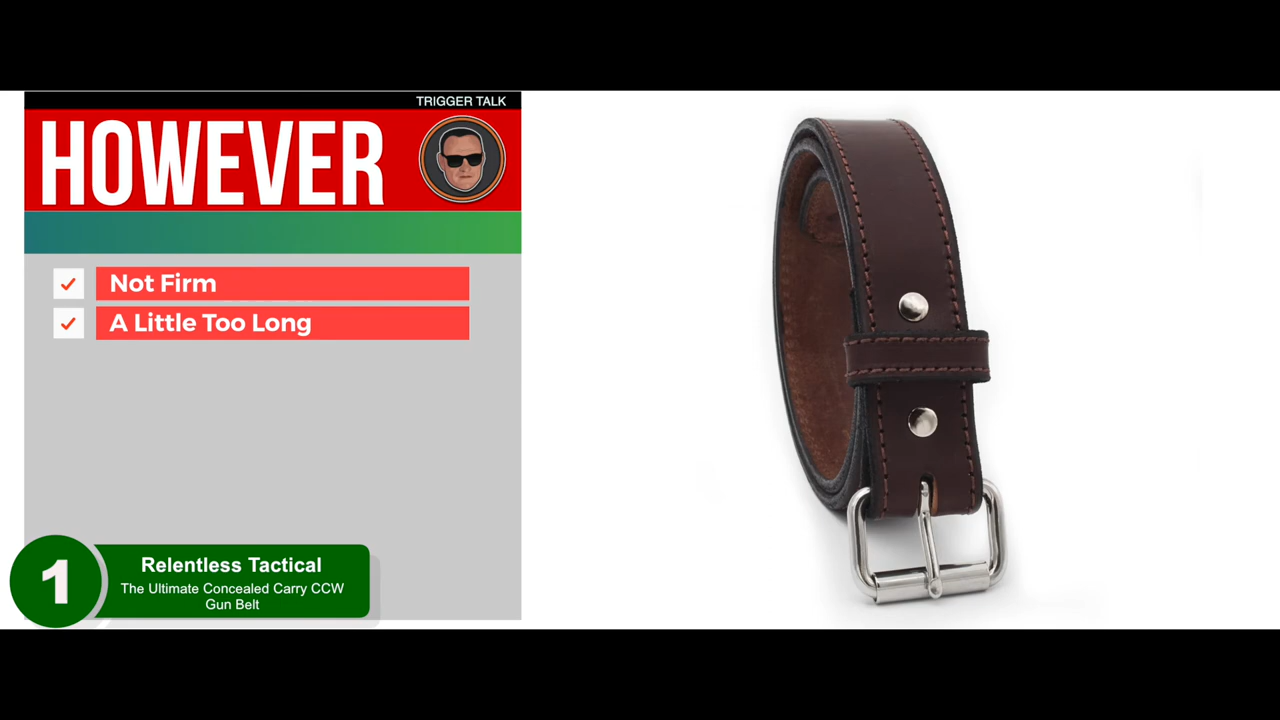 TRIGGER TALK
HOWEVER
Not Firm
A Little Too Long
1
Relentless Tactical
The Ultimate Concealed Carry CCW
Gun Belt